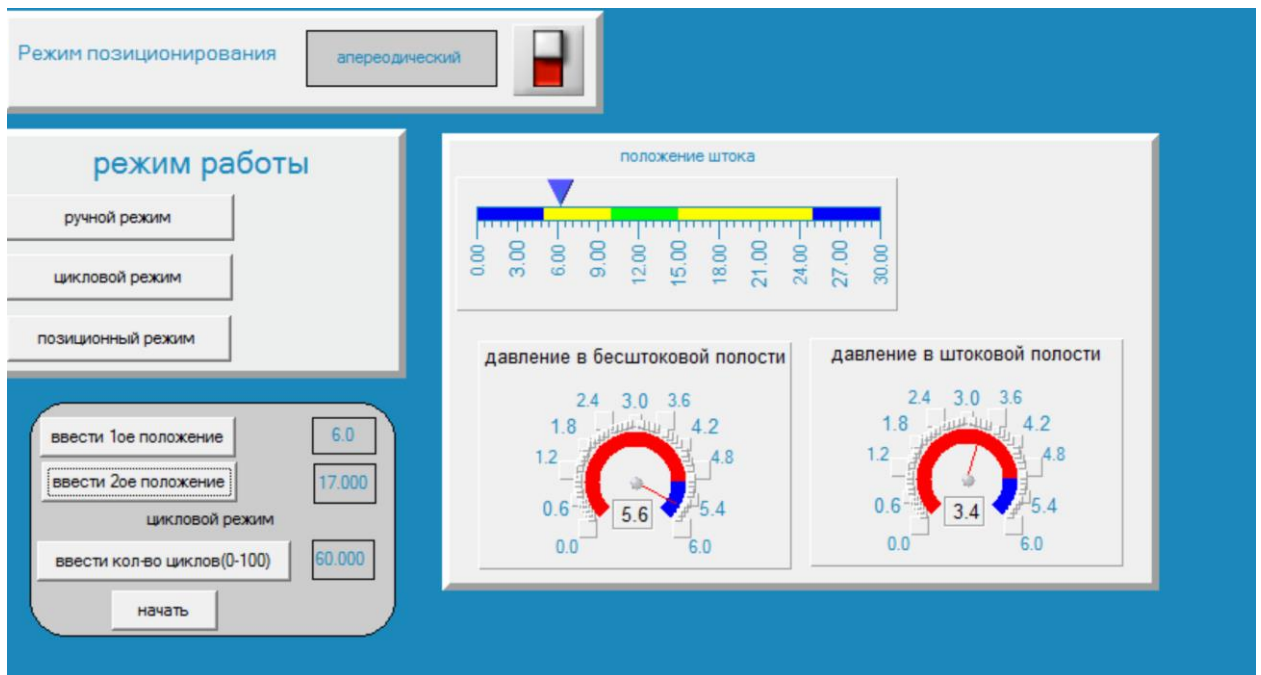 Режим позиционирования
апереодический
режим работы
ручной режим
цикловой режим
позиционный режим
ввести 1ое положение
6.0
ввести 2ое положение
17.000
цикловой режим
ввести кол-во циклов(0-100)
60.000
начать
положение штока
0.00 3.00 6.00 9.00 12.00 15.00 18.00 21.00 24.00 27.00 30.00
давление в бесштоковой полости
0.0 0.6 1.2 1.8 2.4 3.0 3.6 4.2 4.8 5.4 6.0
5.6
давление в штоковой полости
0.0 0.6 1.2 1.8 2.4 3.0 3.6 4.2 4.8 5.4 6.0
3.4